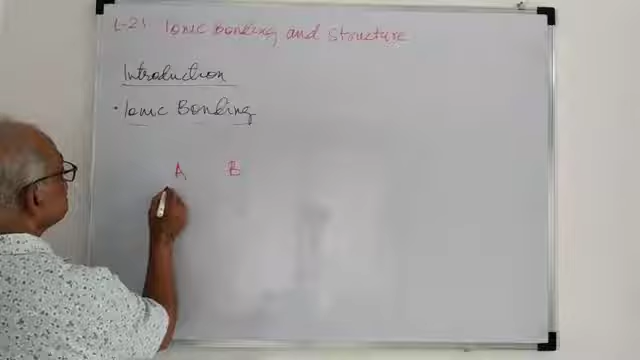 L-21 Ionic Bonding and Structure
Introduction
• Ionic Bonding
A B